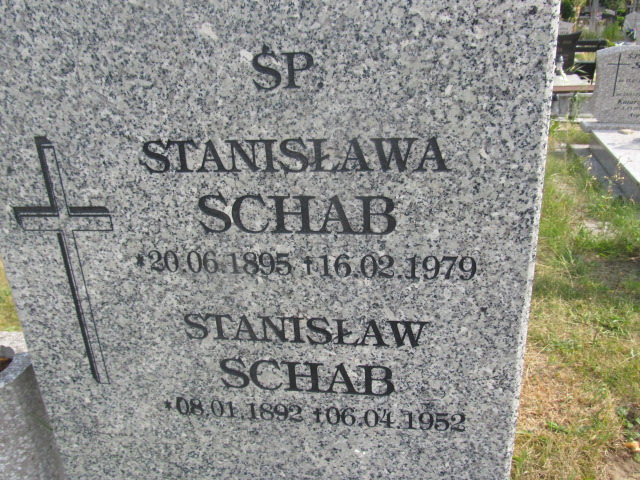 ŚP.
STANISŁAWA
SCHAB
*20.06.1895 †16.02.1979
STANISŁAW
SCHAB
*08.01.1892 †06.04.1952